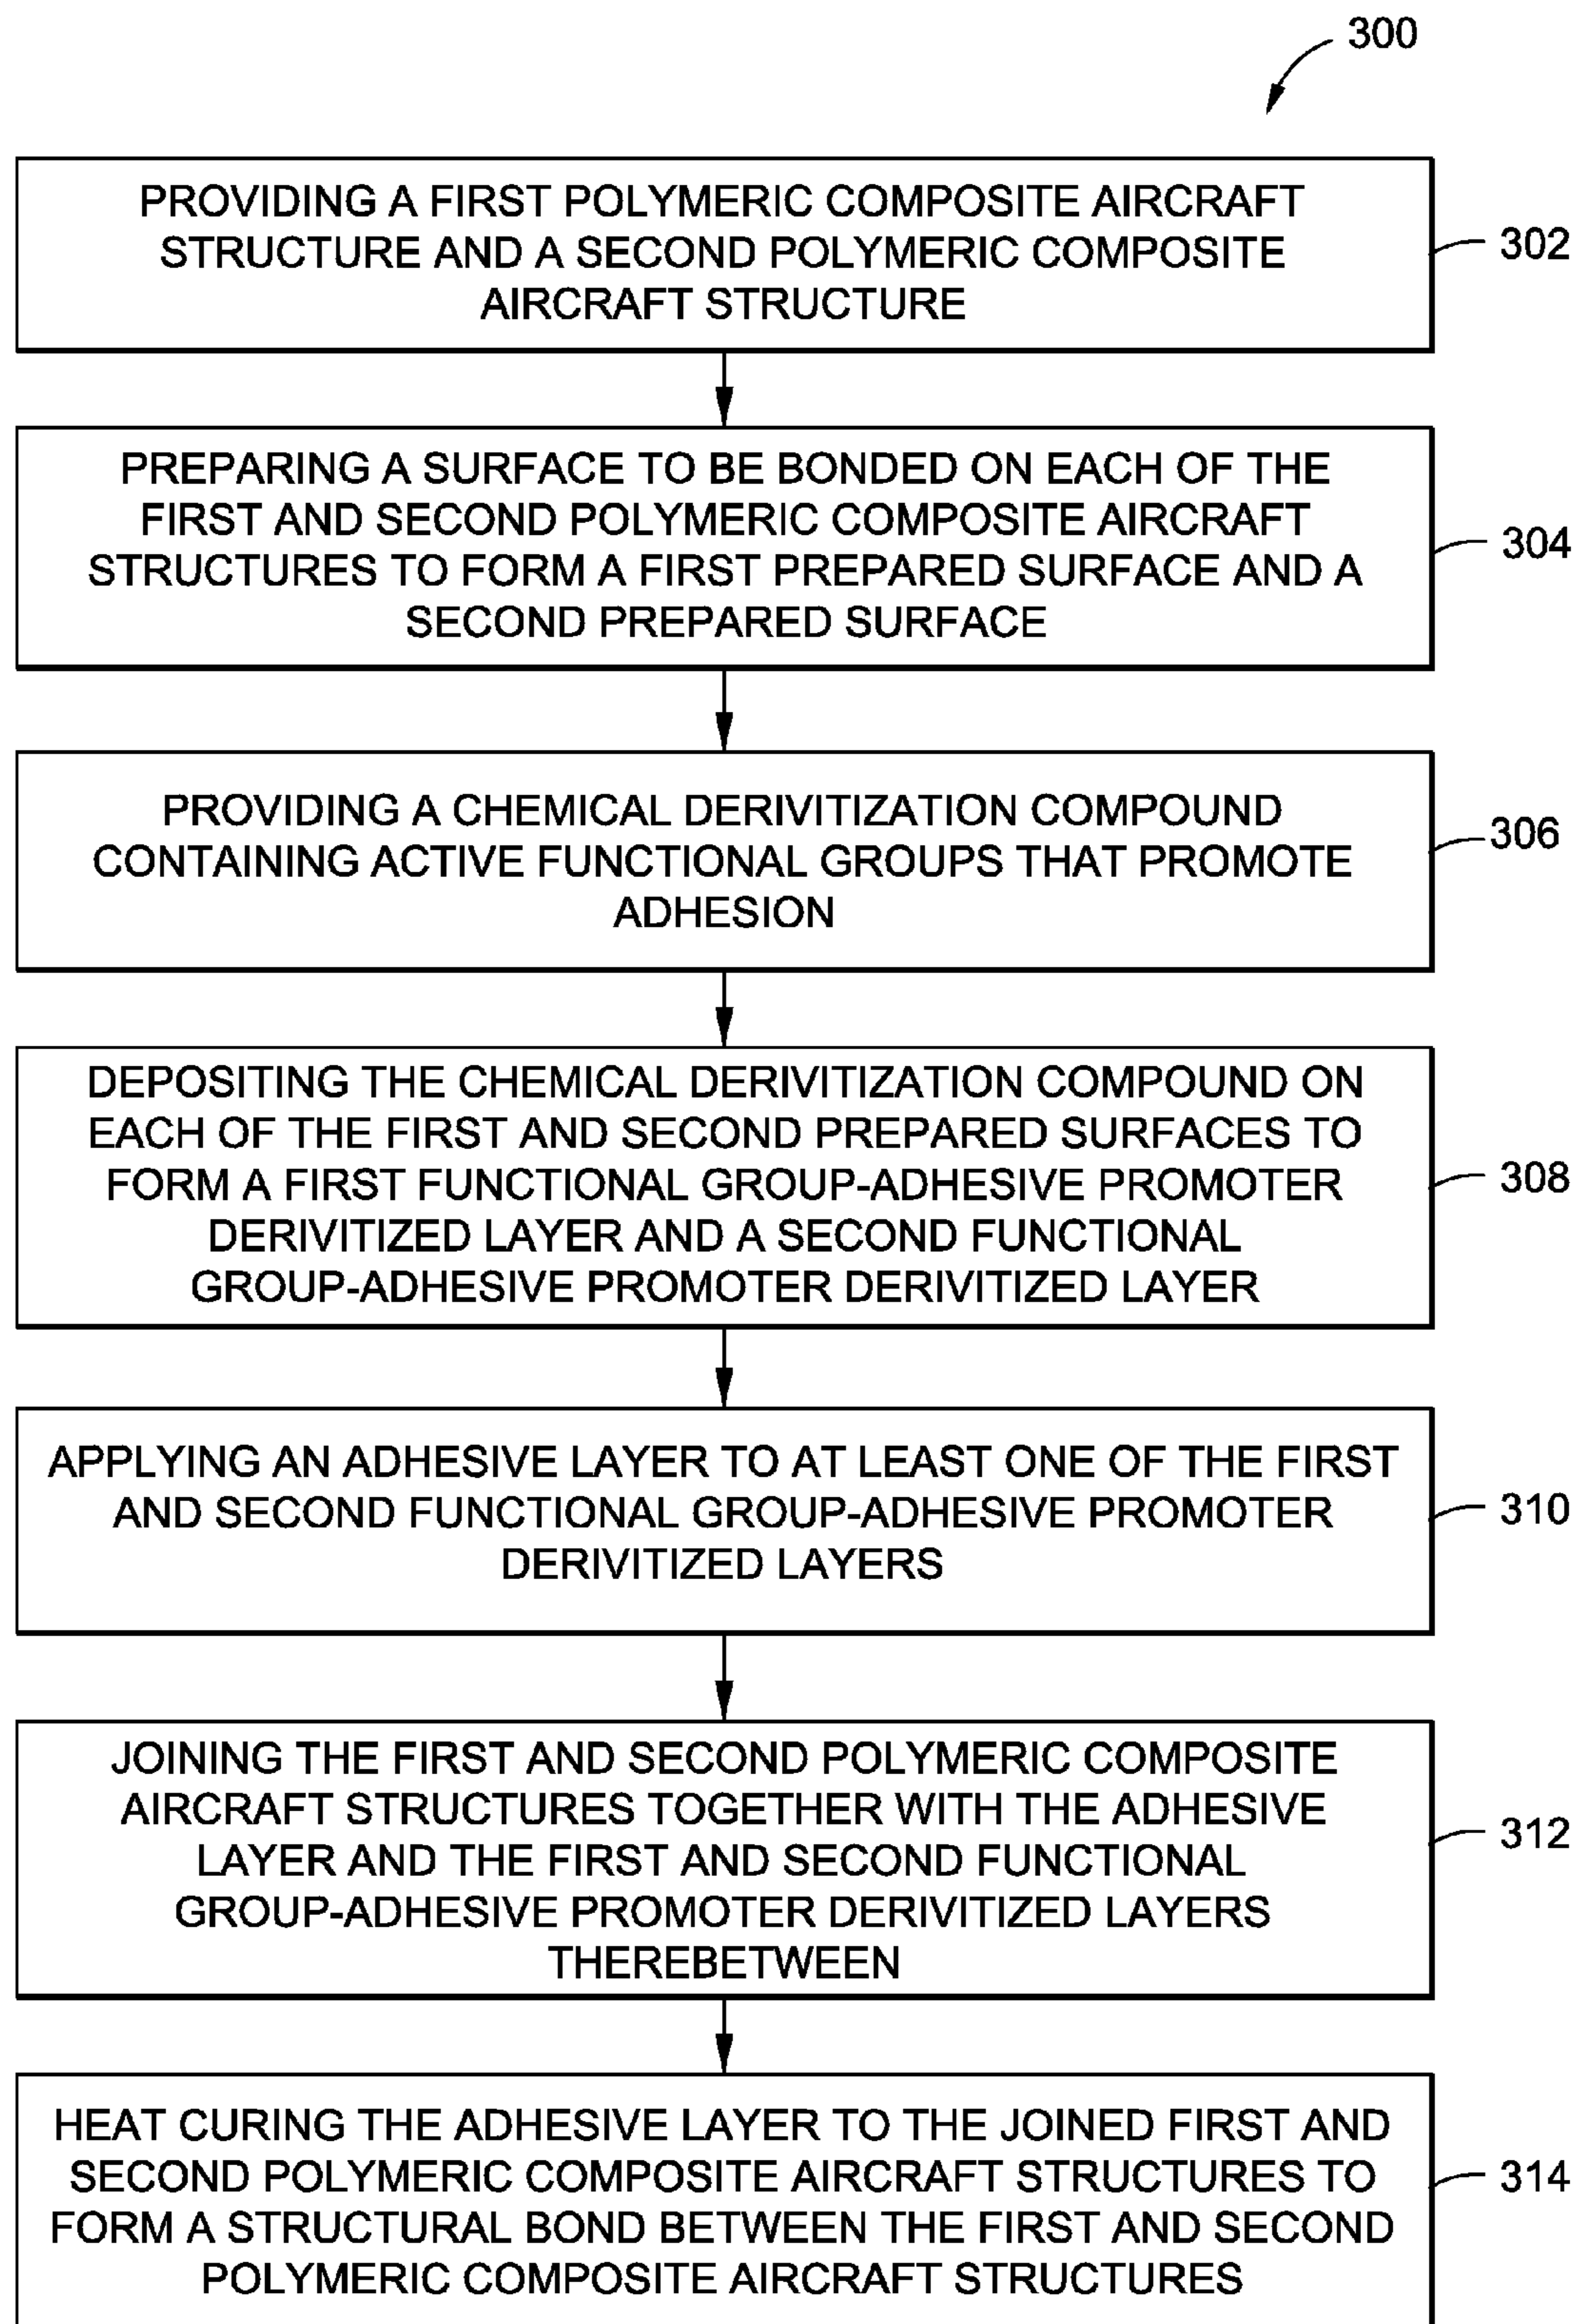 300
PROVIDING A FIRST POLYMERIC COMPOSITE AIRCRAFT
STRUCTURE AND A SECOND POLYMERIC COMPOSITE
AIRCRAFT STRUCTURE
302
PREPARING A SURFACE TO BE BONDED ON EACH OF THE
FIRST AND SECOND POLYMERIC COMPOSITE AIRCRAFT
STRUCTURES TO FORM A FIRST PREPARED SURFACE AND A
SECOND PREPARED SURFACE
304
PROVIDING A CHEMICAL DERIVITIZATION COMPOUND
CONTAINING ACTIVE FUNCTIONAL GROUPS THAT PROMOTE
ADHESION
306
DEPOSITING THE CHEMICAL DERIVITIZATION COMPOUND ON
EACH OF THE FIRST AND SECOND PREPARED SURFACES TO
FORM A FIRST FUNCTIONAL GROUP-ADHESIVE PROMOTER
DERIVITIZED LAYER AND A SECOND FUNCTIONAL
GROUP-ADHESIVE PROMOTER DERIVITIZED LAYER
308
APPLYING AN ADHESIVE LAYER TO AT LEAST ONE OF THE FIRST
AND SECOND FUNCTIONAL GROUP-ADHESIVE PROMOTER
DERIVITIZED LAYERS
310
JOINING THE FIRST AND SECOND POLYMERIC COMPOSITE
AIRCRAFT STRUCTURES TOGETHER WITH THE ADHESIVE
LAYER AND THE FIRST AND SECOND FUNCTIONAL
GROUP-ADHESIVE PROMOTER DERIVITIZED LAYERS
THEREBETWEEN
312
HEAT CURING THE ADHESIVE LAYER TO THE JOINED FIRST AND
SECOND POLYMERIC COMPOSITE AIRCRAFT STRUCTURES TO
FORM A STRUCTURAL BOND BETWEEN THE FIRST AND SECOND
POLYMERIC COMPOSITE AIRCRAFT STRUCTURES
314